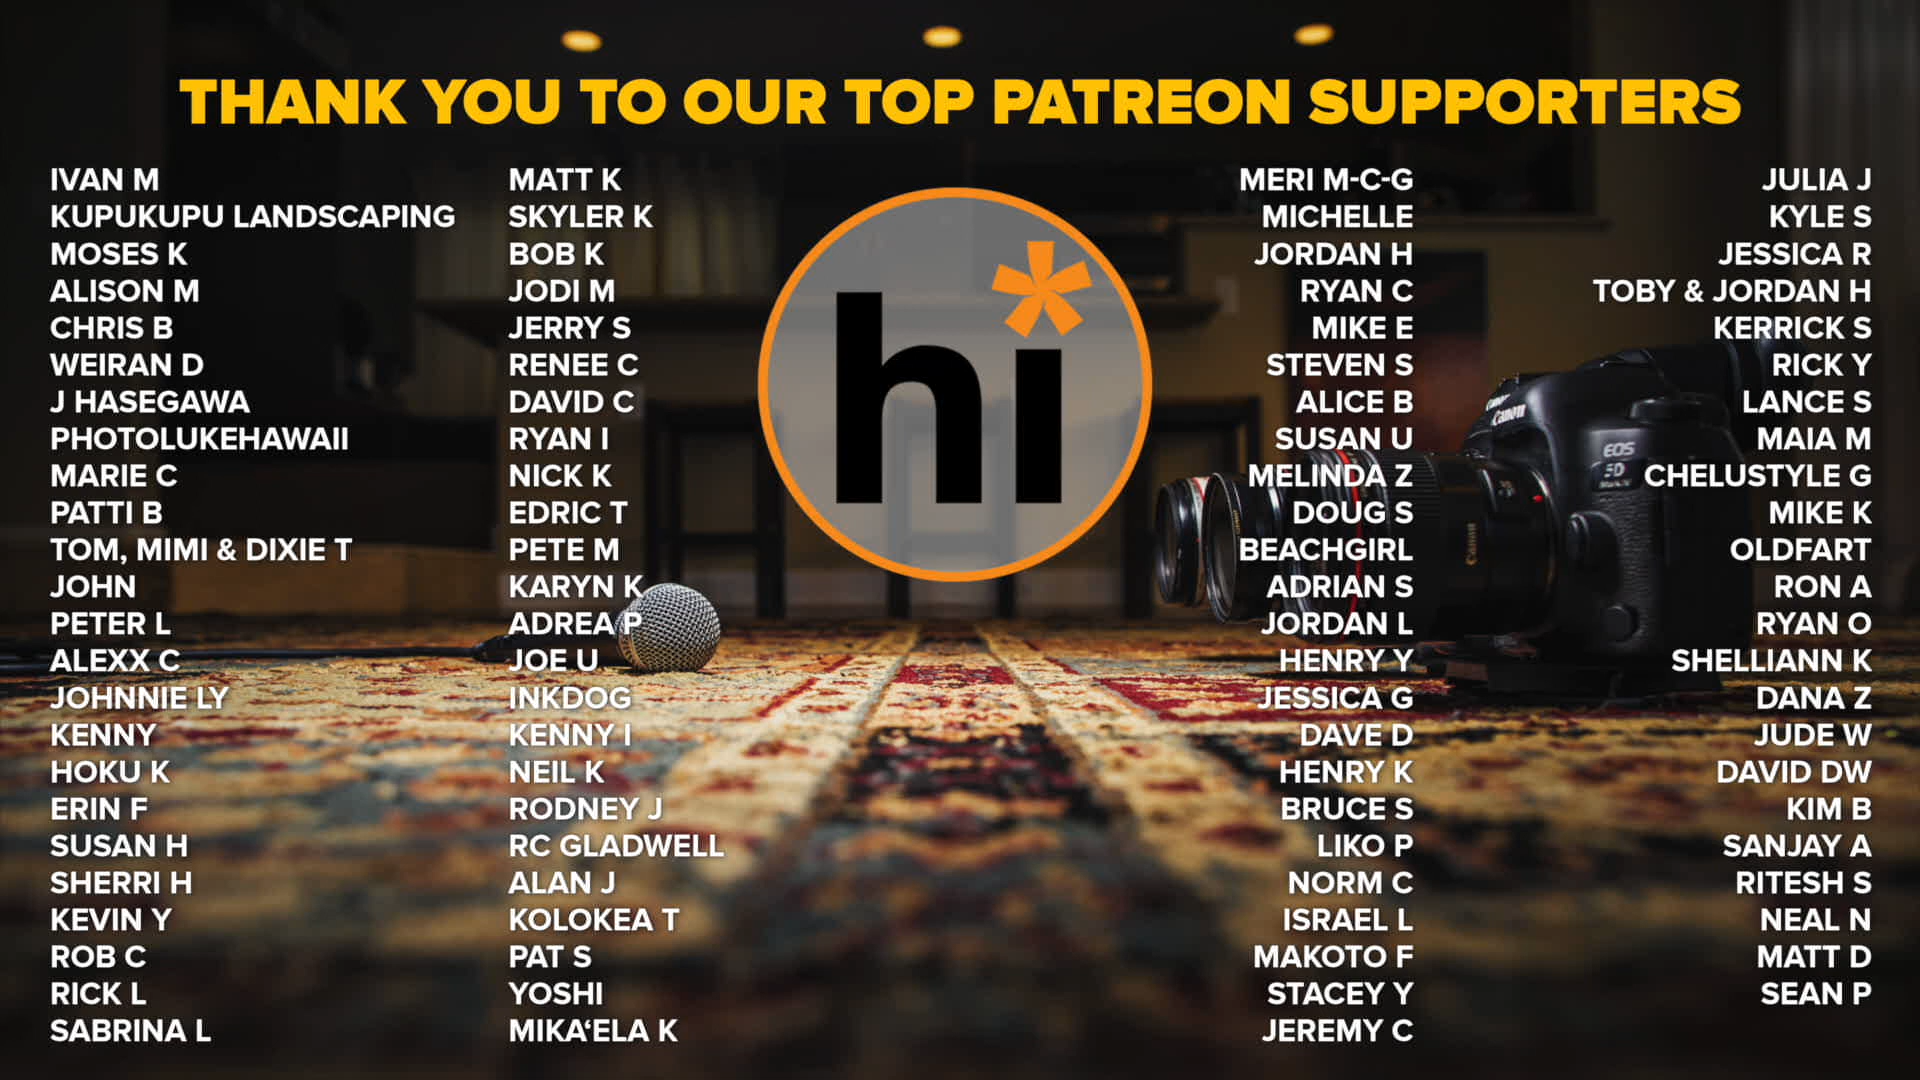 THANK YOU TO OUR TOP PATREON SUPPORTERS
IVAN M
KUPUKUPU LANDSCAPING
MOSES K
ALISON M
CHRIS B
WEIRAN D
J HASEGAWA
PHOTOLUKEHAWAII
MARIE C
PATTI B
TOM, MIMI & DIXIE T
JOHN
PETER L
ALEXX C
JOHNNIE LY
KENNY
HOKU K
ERIN F
SUSAN H
SHERRI H
KEVIN Y
ROB C
RICK L
SABRINA L
MATT K
SKYLER K
BOB K
JODI M
JERRY S
RENEE C
DAVID C
RYAN I
NICK K
EDRIC T
PETE M
KARYN K
ADREA P
JOE U
INKDOG
KENNY I
NEIL K
RODNEY J
RC GLADWELL
ALAN J
KOLOKEA T
PAT S
YOSHI
MIKA‘ELA K
hi
MERI M-C-G
MICHELLE
JORDAN H
RYAN C
MIKE E
STEVEN S
ALICE B
SUSAN U
MELINDA Z
DOUG S
BEACHGIRL
ADRIAN S
JORDAN L
HENRY Y
JESSICA G
DAVE D
HENRY K
BRUCE S
LIKO P
NORM C
ISRAEL L
MAKOTO F
STACEY Y
JEREMY C
JULIA J
KYLE S
JESSICA R
TOBY & JORDAN H
KERRICK S
RICK Y
LANCE S
MAIA M
CHELUSTYLE G
MIKE K
OLDFART
RON A
RYAN O
SHELLIANN K
DANA Z
JUDE W
DAVID DW
KIM B
SANJAY A
RITESH S
NEAL N
MATT D
SEAN P
Canon
EOS
5D
Canon